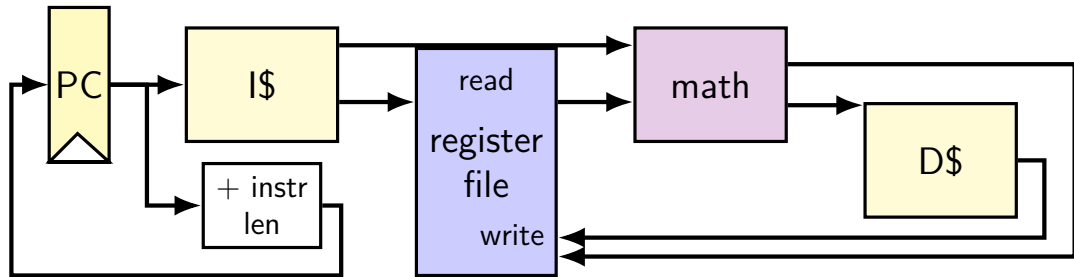 PC
I$
+ instr
len
read
register
file
write
math
D$